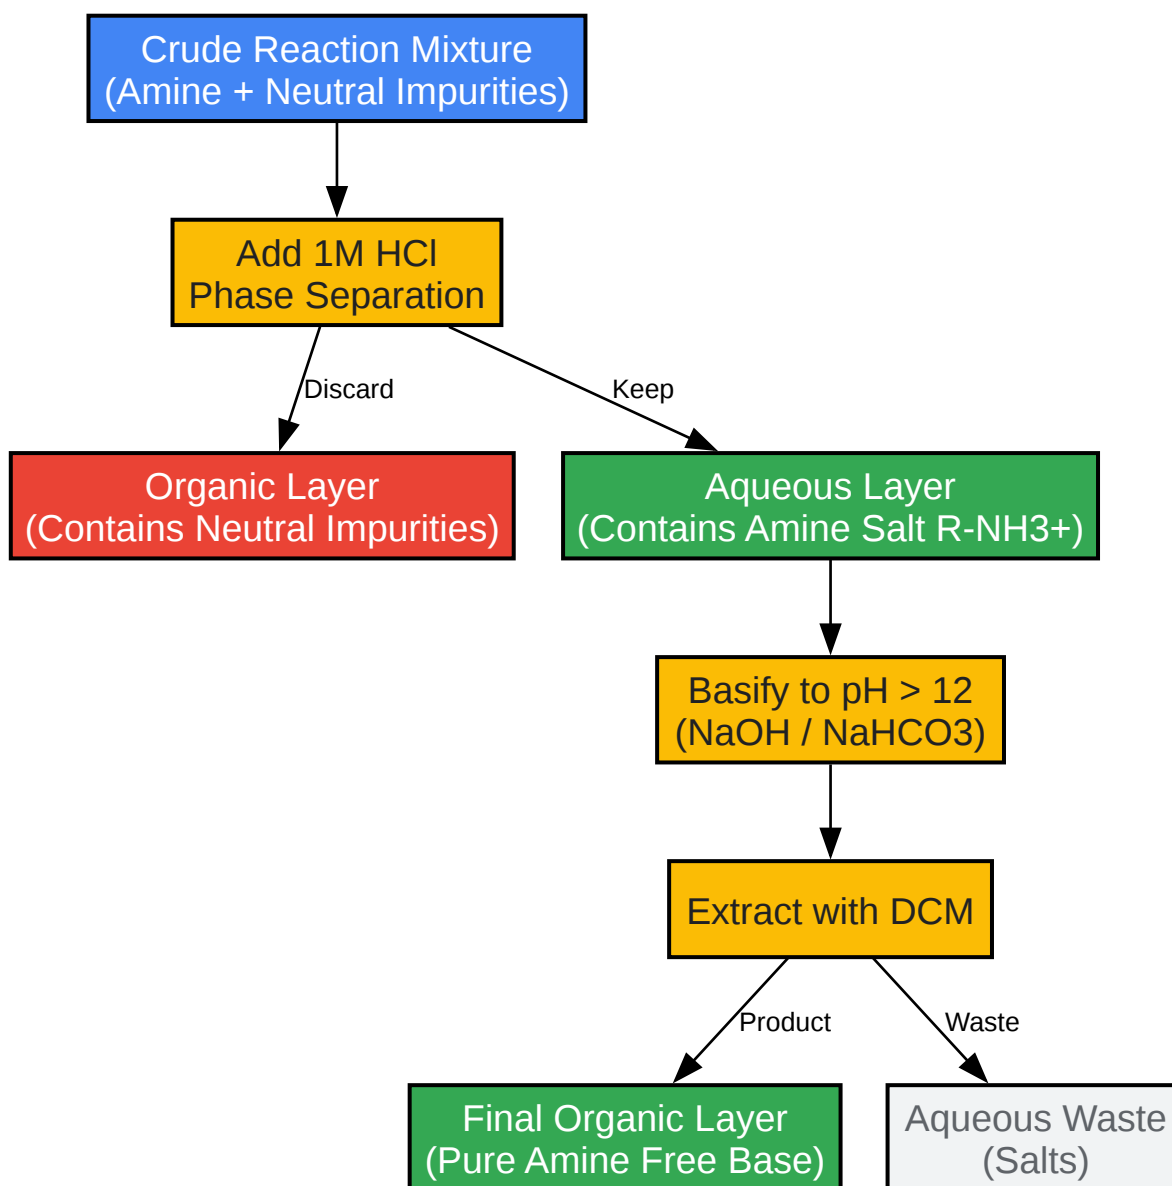 Crude Reaction Mixture
(Amine + Neutral Impurities)
Add 1M HCl
Phase Separation
Discard
Keep
Organic Layer
(Contains Neutral Impurities)
Aqueous Layer
(Contains Amine Salt R-NH3+)
Basify to pH > 12
(NaOH / NaHCO3)
Extract with DCM
Product
Waste
Final Organic Layer
(Pure Amine Free Base)
Aqueous Waste
(Salts)